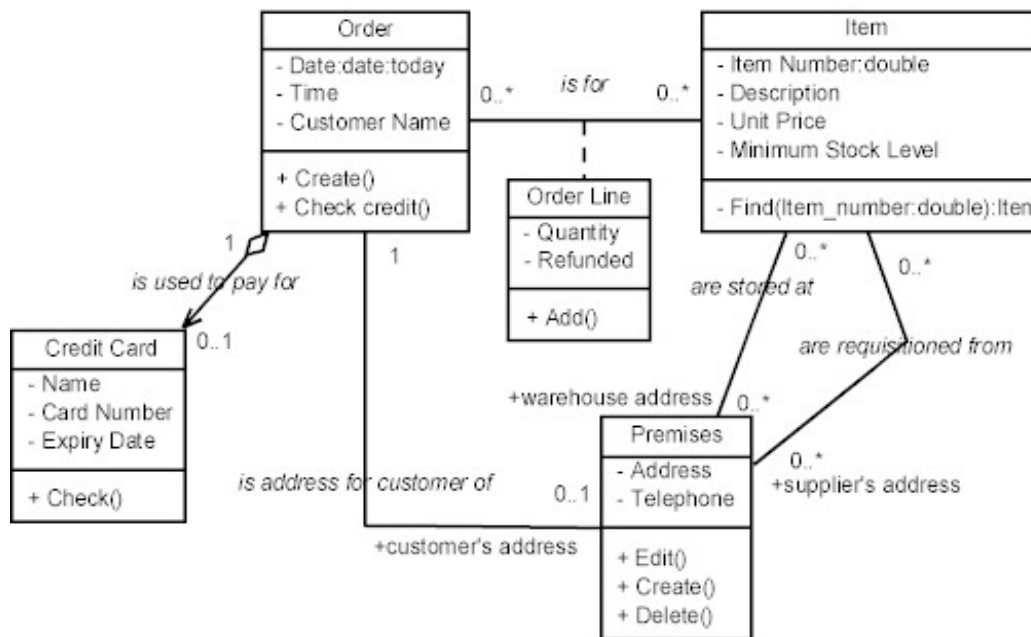 Order
- Date:date:today
- Time
- Customer Name
+ Create()
+ Check credit()
0..*
is for
0..*
Item
- Item Number:double
- Description
- Unit Price
- Minimum Stock Level
- Find(Item_number:double):Item
Order Line
- Quantity
- Refunded
+ Add()
1
is used to pay for
0..1
1
Credit Card
- Name
- Card Number
- Expiry Date
+ Check()
0..*
are stored at
0..*
are requisitioned from
+warehouse address
0..*
0..*
+supplier's address
Premises
- Address
- Telephone
+ Edit()
+ Create()
+ Delete()
is address for customer of
0..1
+customer's address